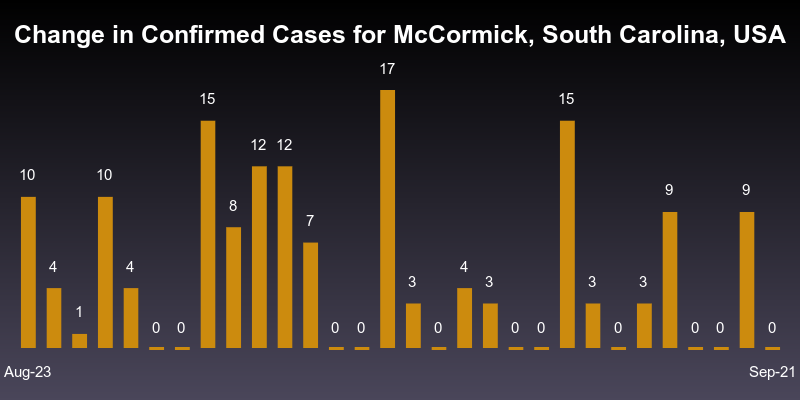 Change in Confirmed Cases for McCormick, South Carolina, USA
10 4 1 10 4 0 0 15 8 12 12 7 0 0 17 3 0 4 3 0 0 15 3 0 3 9 0 0 9 0
Aug-23 Sep-21